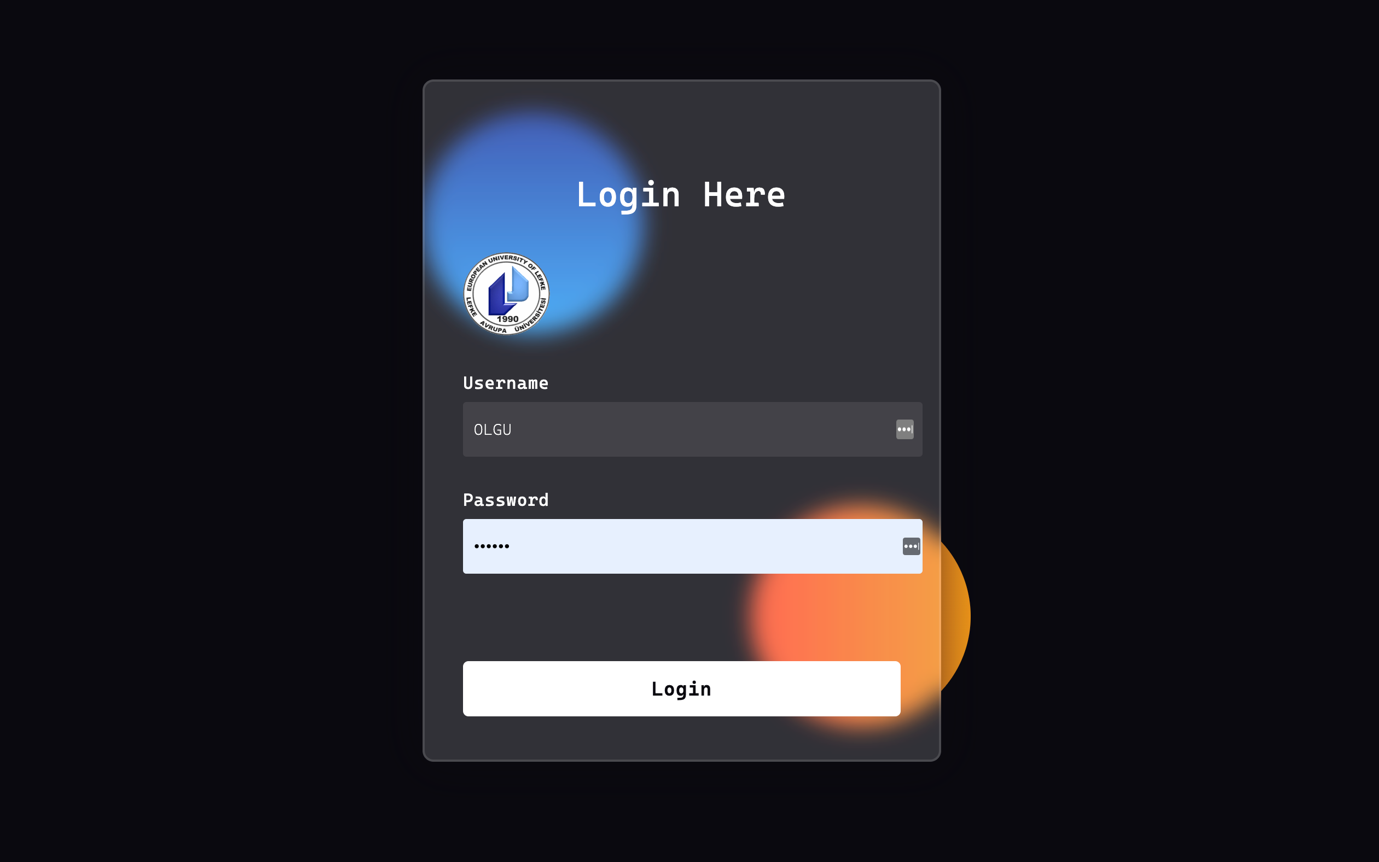 Login Here
EUROPEAN UNIVERSITY OF LEFKE
1990
LEFKE AVRUPA ÜNİVERSİTESİ
Username
OLGU
Password
••••••
Login